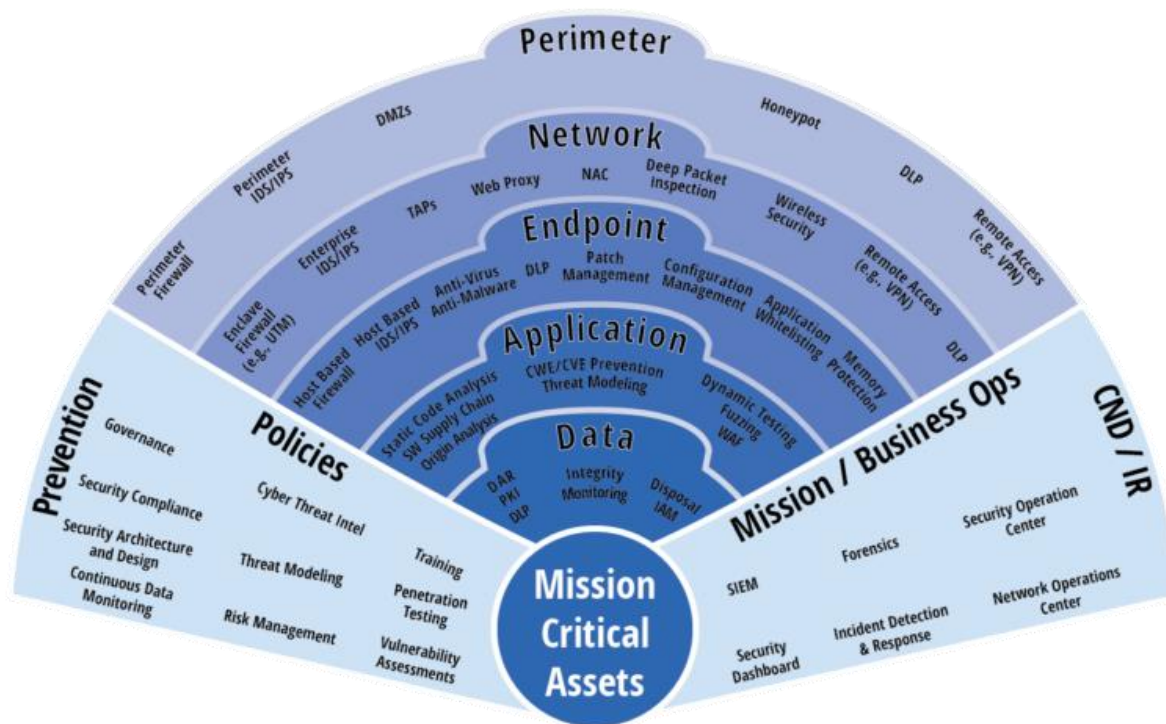 Perimeter
Perimeter
Firewall
Perimeter
IDS/IPS
DMZs
Honeypot
DLP
Remote Access
(e.g., VPN)
Network
Enclave
Firewall
(e.g., UTM)
Enterprise
IDS/IPS
TAPs
Web Proxy
NAC
Deep Packet
Inspection
Wireless
Security
Remote Access
(e.g., VPN)
DLP
Endpoint
Host Based
Firewall
Host Based
IDS/IPS
Anti-Virus
Anti-Malware
DLP
Patch
Management
Configuration
Management
Application
Whitelisting
Memory
Protection
Application
Static Code Analysis
SW Supply Chain
Origin Analysis
CWE/CVE Prevention
Threat Modeling
Dynamic Testing
Fuzzing
WAF
Data
DAR
PKI
DLP
Integrity
Monitoring
Disposal
IAM
Prevention
Policies
Governance
Security Compliance
Security Architecture
and Design
Continuous Data
Monitoring
Cyber Threat Intel
Threat Modeling
Risk Management
Training
Penetration
Testing
Vulnerability
Assessments
Mission
Critical
Assets
Mission / Business Ops
CND / IR
SIEM
Security
Dashboard
Forensics
Incident Detection
& Response
Security Operation
Center
Network Operations
Center